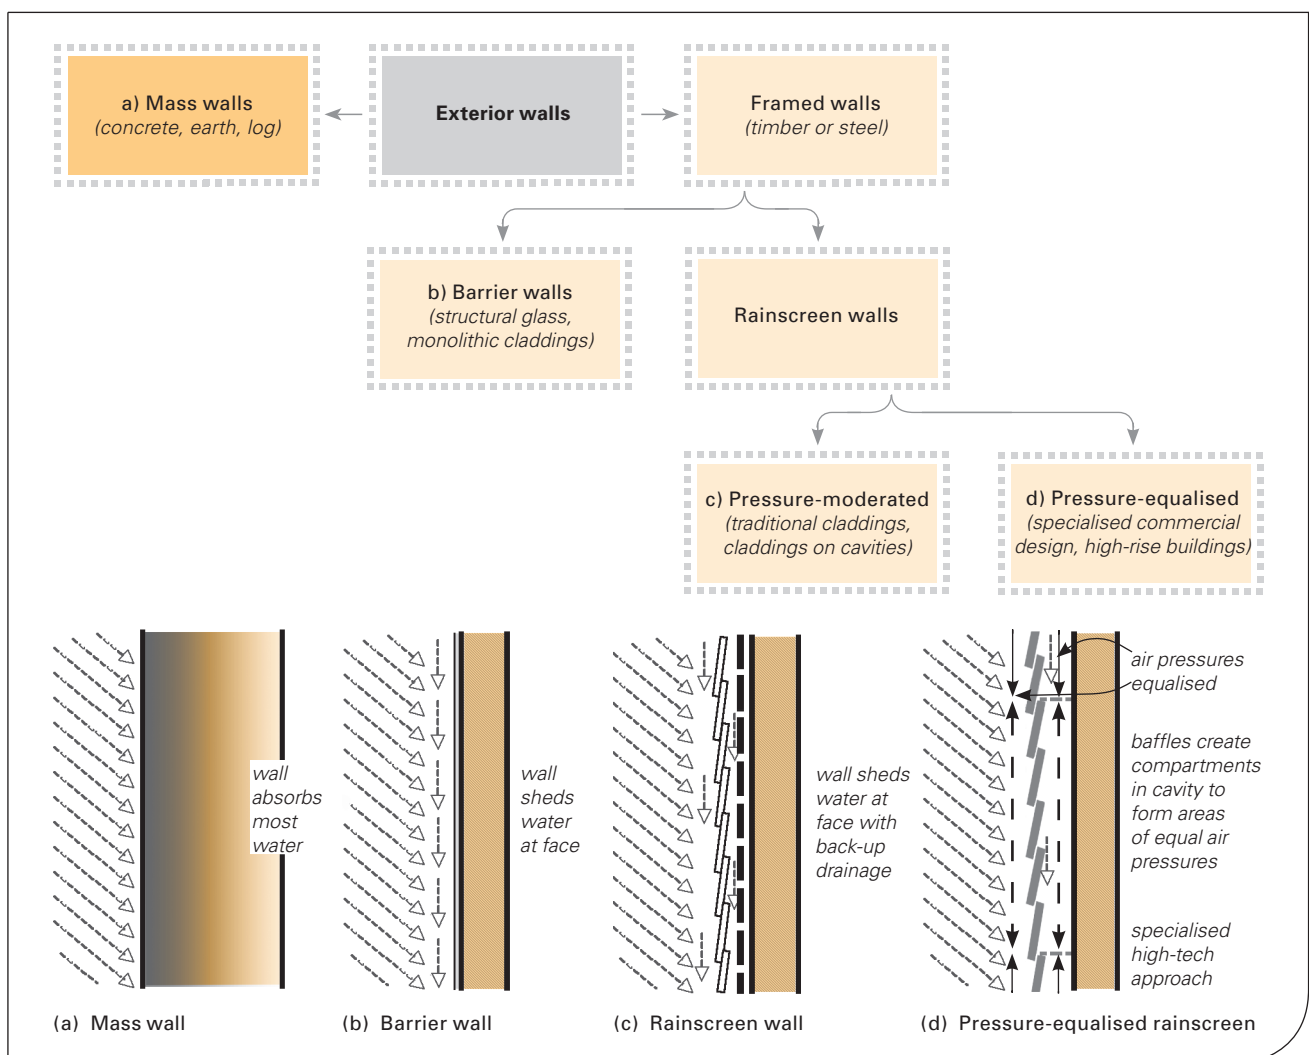 a) Mass walls
(concrete, earth, log)
Exterior walls
Framed walls
(timber or steel)
b) Barrier walls
(structural glass,
monolithic claddings)
Rainscreen walls
c) Pressure-moderated
(traditional claddings,
claddings on cavities)
d) Pressure-equalised
(specialised commercial
design, high-rise buildings)
wall
absorbs
most
water
wall
sheds
water
at face
wall sheds
water at
face with
back-up
drainage
air pressures
equalised
baffles create
compartments
in cavity to
form areas
of equal air
pressures
specialised
high-tech
approach
(a) Mass wall
(b) Barrier wall
(c) Rainscreen wall
(d) Pressure-equalised rainscreen